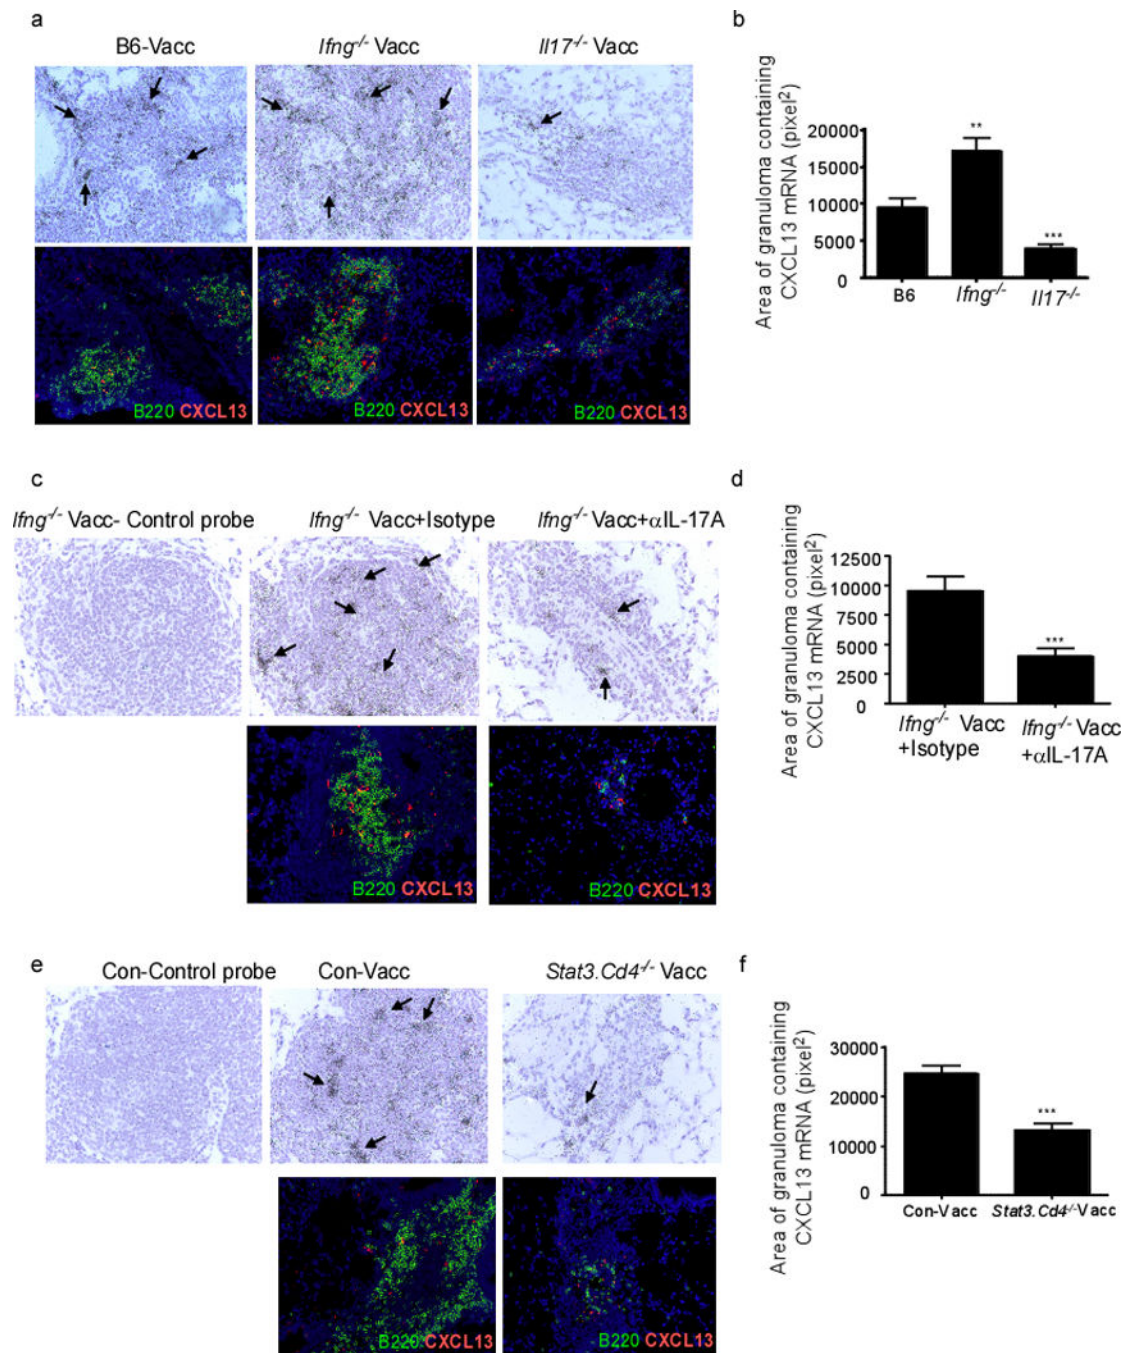 a
B6-Vacc
Ifng-/- Vacc
Il17-/- Vacc
B220 CXCL13
B220 CXCL13
B220 CXCL13
b
Area of granuloma containing
CXCL13 mRNA (pixel2)
20000
15000
10000
5000
0
**
***
B6
Ifng-/-
Il17-/-
c
Ifng-/- Vacc- Control probe
Ifng-/- Vacc+Isotype
Ifng-/- Vacc+αIL-17A
B220 CXCL13
B220 CXCL13
d
Area of granuloma containing
CXCL13 mRNA (pixel2)
12500
10000
7500
5000
2500
0
***
Ifng-/- Vacc
+Isotype
Ifng-/- Vacc
+αIL-17A
e
Con-Control probe
Con-Vacc
Stat3.Cd4-/- Vacc
B220 CXCL13
B220 CXCL13
f
Area of granuloma containing
CXCL13 mRNA (pixel2)
30000
20000
10000
0
***
Con-Vacc
Stat3.Cd4-/-Vacc